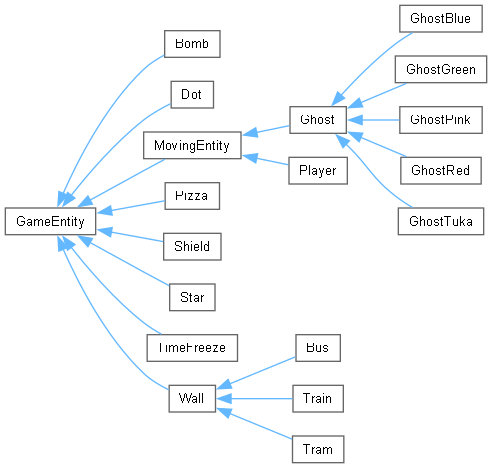 GhostBlue
Bomb
GhostGreen
Dot
Ghost
GhostPink
MovingEntity
Player
GhostRed
Pizza
GameEntity
GhostTuka
Shield
Star
TimeFreeze
Bus
Wall
Train
Tram